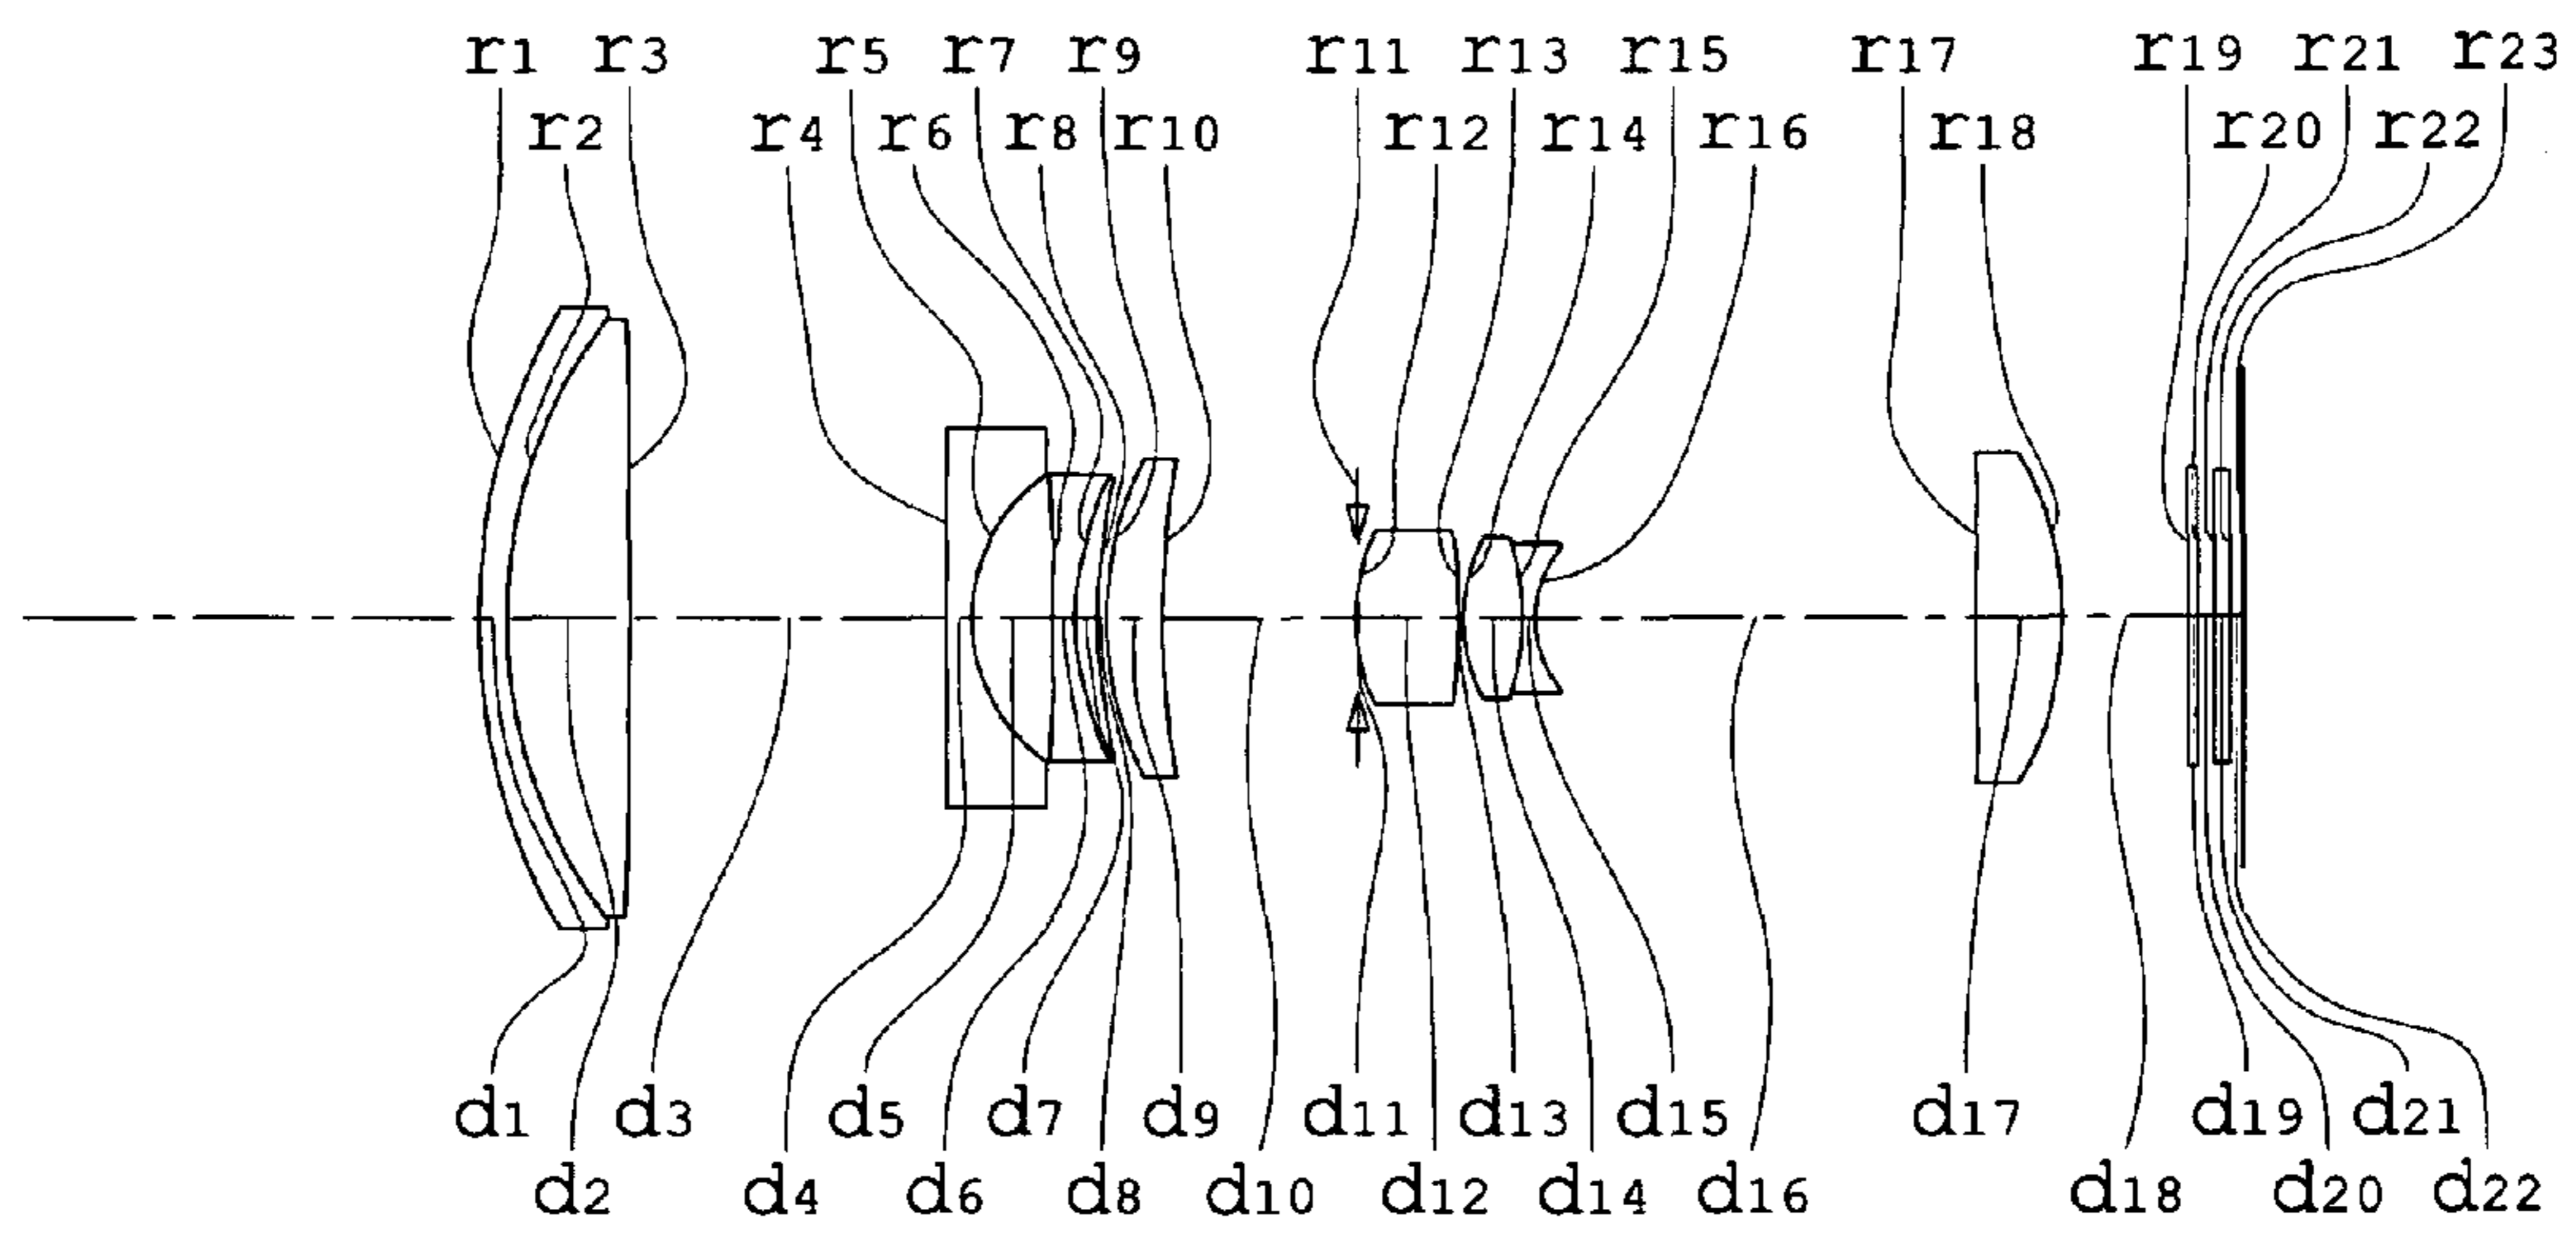 r1 r3 r5 r7 r9 r11 r13 r15 r17 r19 r21 r23
r2 r4 r6 r8 r10 r12 r14 r16 r18 r20 r22
d1 d3 d5 d7 d9 d11 d13 d15 d17 d19 d21
d2 d4 d6 d8 d10 d12 d14 d16 d18 d20 d22